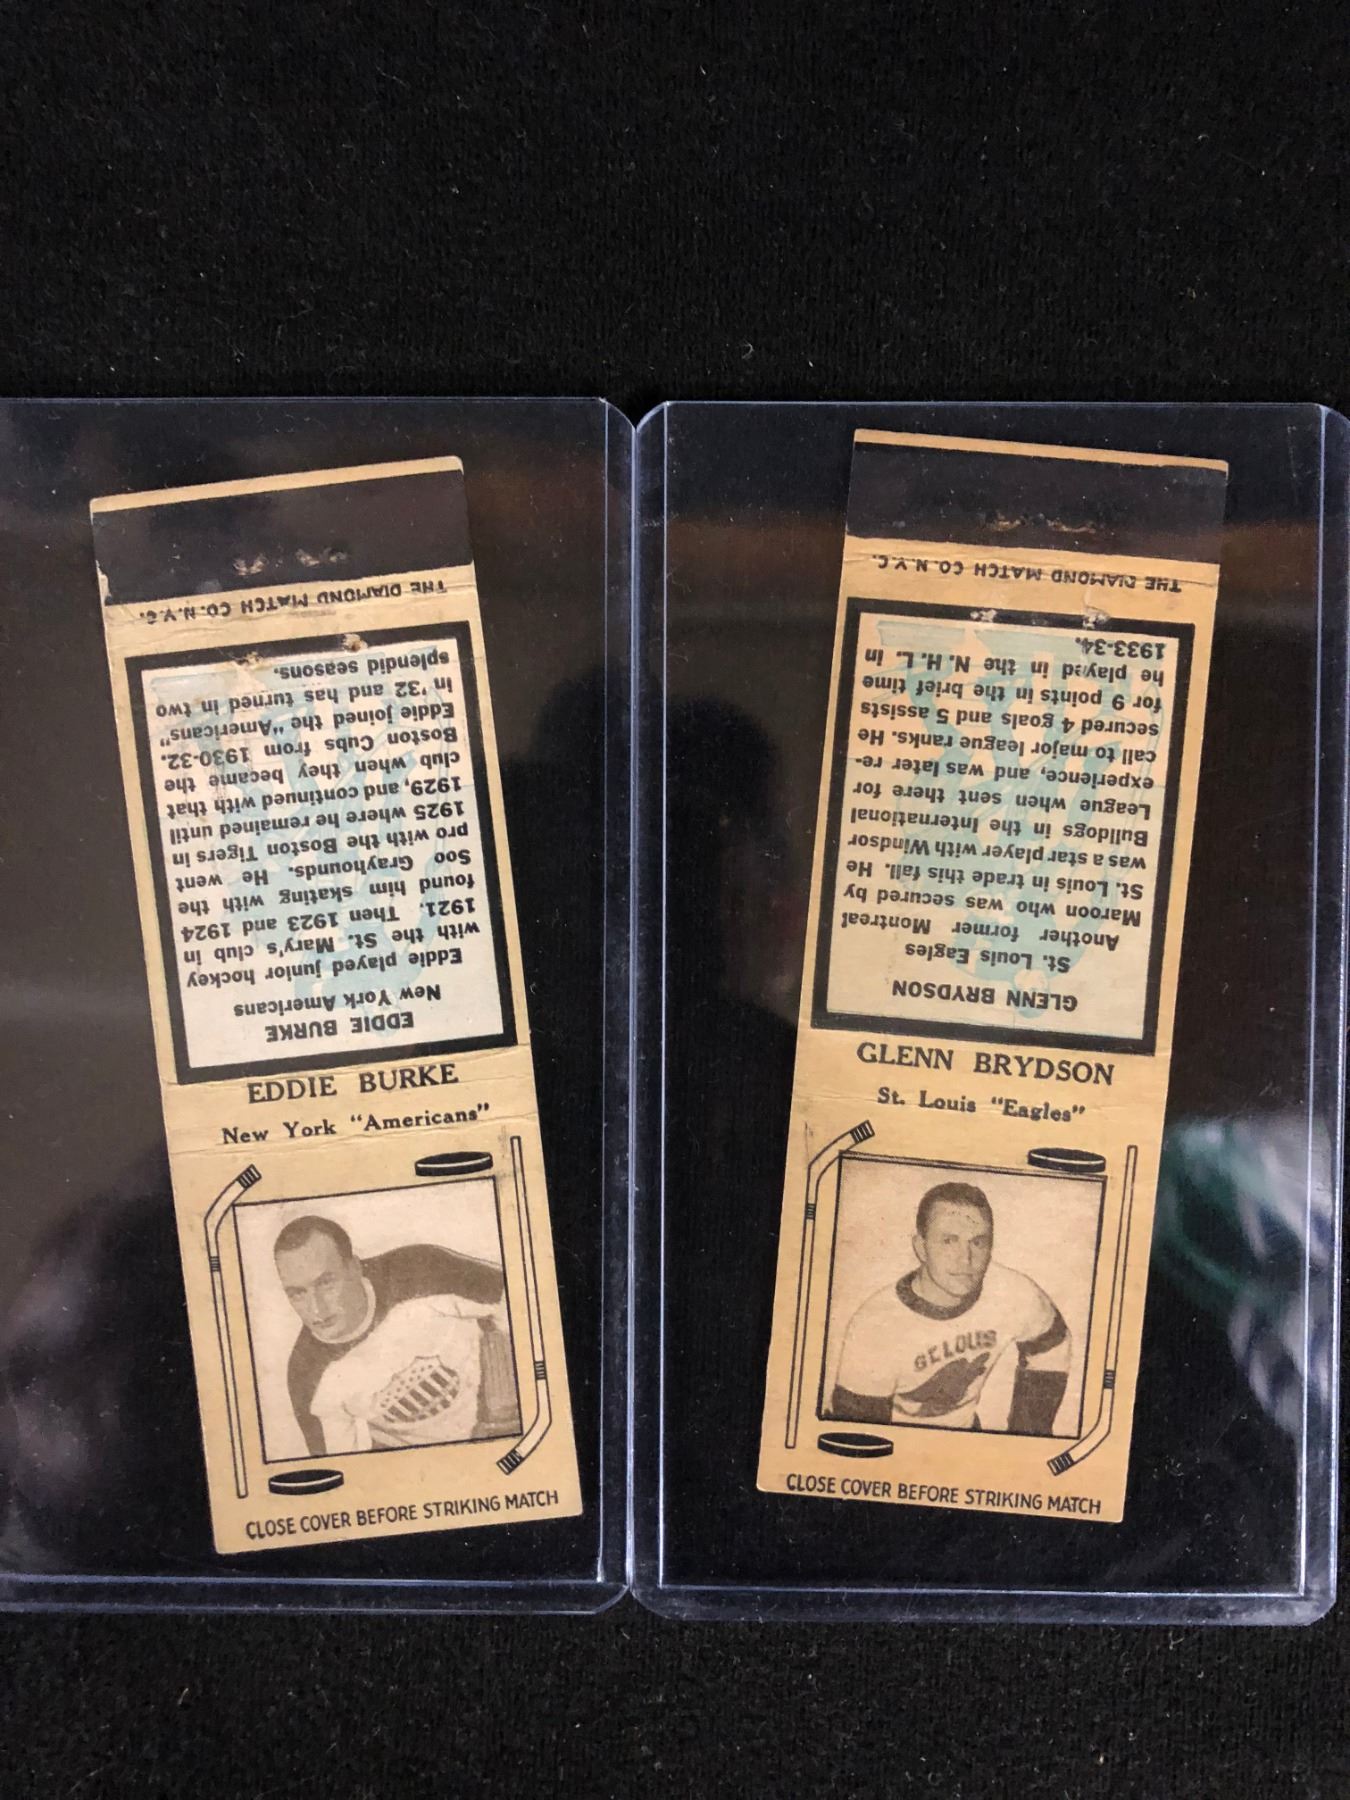 EDDIE BURKE
New York "Americans"
CLOSE COVER BEFORE STRIKING MATCH
EDDIE BURKE
New York Americans
Eddie played junior hockey
with the St. Mary's club in
1921. Then 1923 and 1924
found him skating with the
Soo Grayhounds. He went
pro with the Boston Tigers in
1925 where he remained until
1929, and continued with that
club when they became the
Boston Cubs from 1930-32.
Eddie joined the "Americans"
in '32 and has turned in two
splendid seasons.
THE DIAMOND MATCH CO. N.Y.C.
GLENN BRYDSON
St. Louis "Eagles"
ST. LOUIS
CLOSE COVER BEFORE STRIKING MATCH
GLENN BRYDSON
St. Louis Eagles
Another former Montreal
Maroon who was secured by
St. Louis in trade this fall. He
was a star player with Windsor
Bulldogs in the International
League when sent there for
experience, and was later re-
call to major league ranks. He
secured 4 goals and 5 assists
for 9 points in the brief time
he played in the N. H. L. in
1933-34.
THE DIAMOND MATCH CO. N.Y.C.